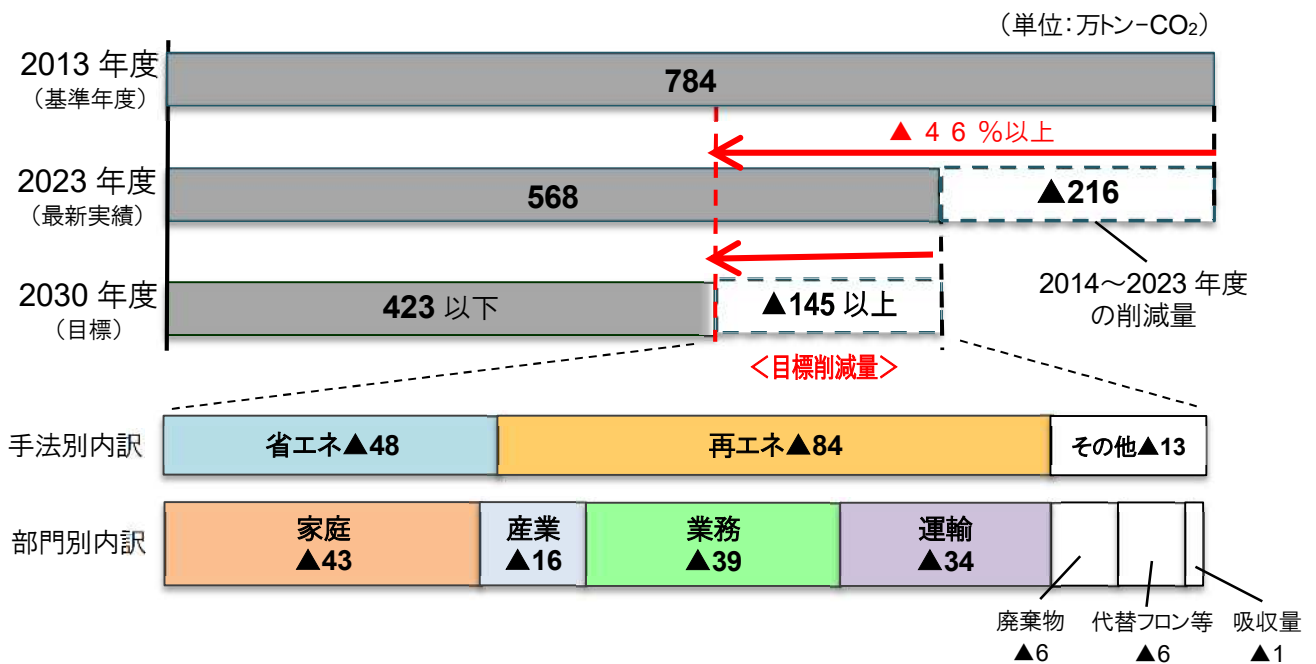 （単位：万トン-CO₂）
2013 年度
（基準年度）
784
▲ ４ ６ %以上
2023 年度
（最新実績）
568
▲216
2014～2023 年度
の削減量
2030 年度
（目標）
423 以下
▲145 以上
＜目標削減量＞
手法別内訳
省エネ▲48
再エネ▲84
その他▲13
部門別内訳
家庭
▲43
産業
▲16
業務
▲39
運輸
▲34
廃棄物
▲6
代替フロン等
▲6
吸収量
▲1